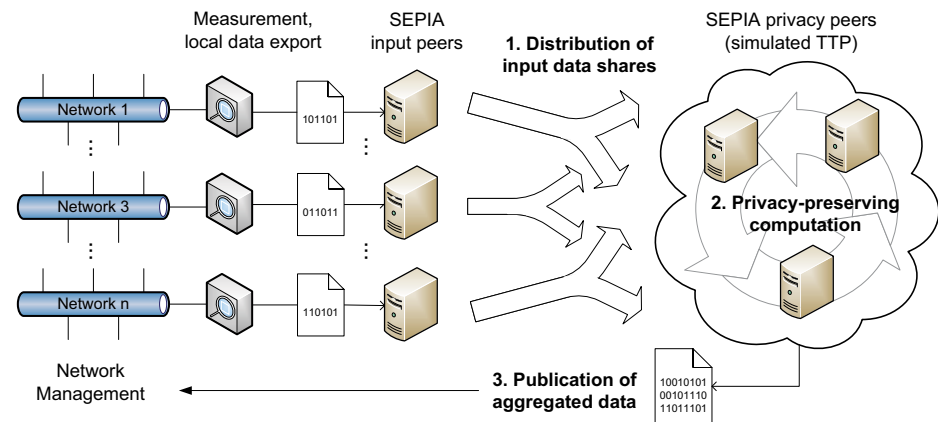 Measurement,
local data export
SEPIA
input peers
1. Distribution of
input data shares
SEPIA privacy peers
(simulated TTP)
Network 1
101101
Network 3
011011
2. Privacy-preserving
computation
Network n
110101
Network
Management
3. Publication of
aggregated data
10010101
00101110
11011101